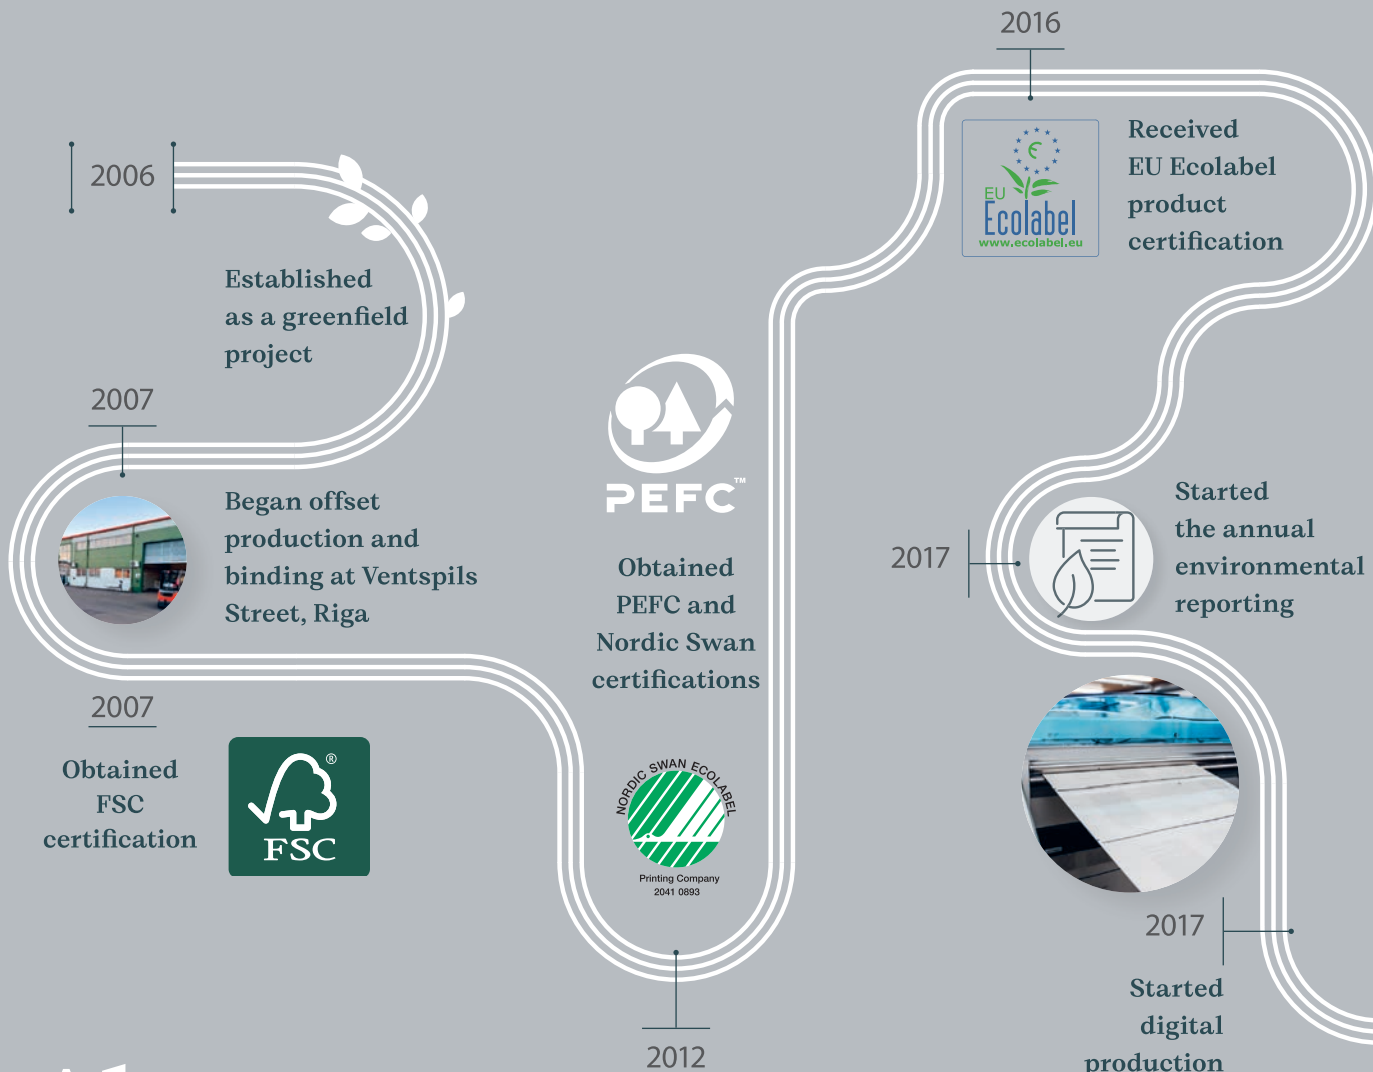 2006
Established
as a greenfield
project
2007
Began offset
production and
binding at Ventspils
Street, Riga
2007
Obtained
FSC
certification
®
FSC
PEFC™
Obtained
PEFC and
Nordic Swan
certifications
NORDIC SWAN ECOLABEL
Printing Company
2041 0893
2012
2016
EU
Ecolabel
www.ecolabel.eu
Received
EU Ecolabel
product
certification
2017
Started
the annual
environmental
reporting
2017
Started
digital
production